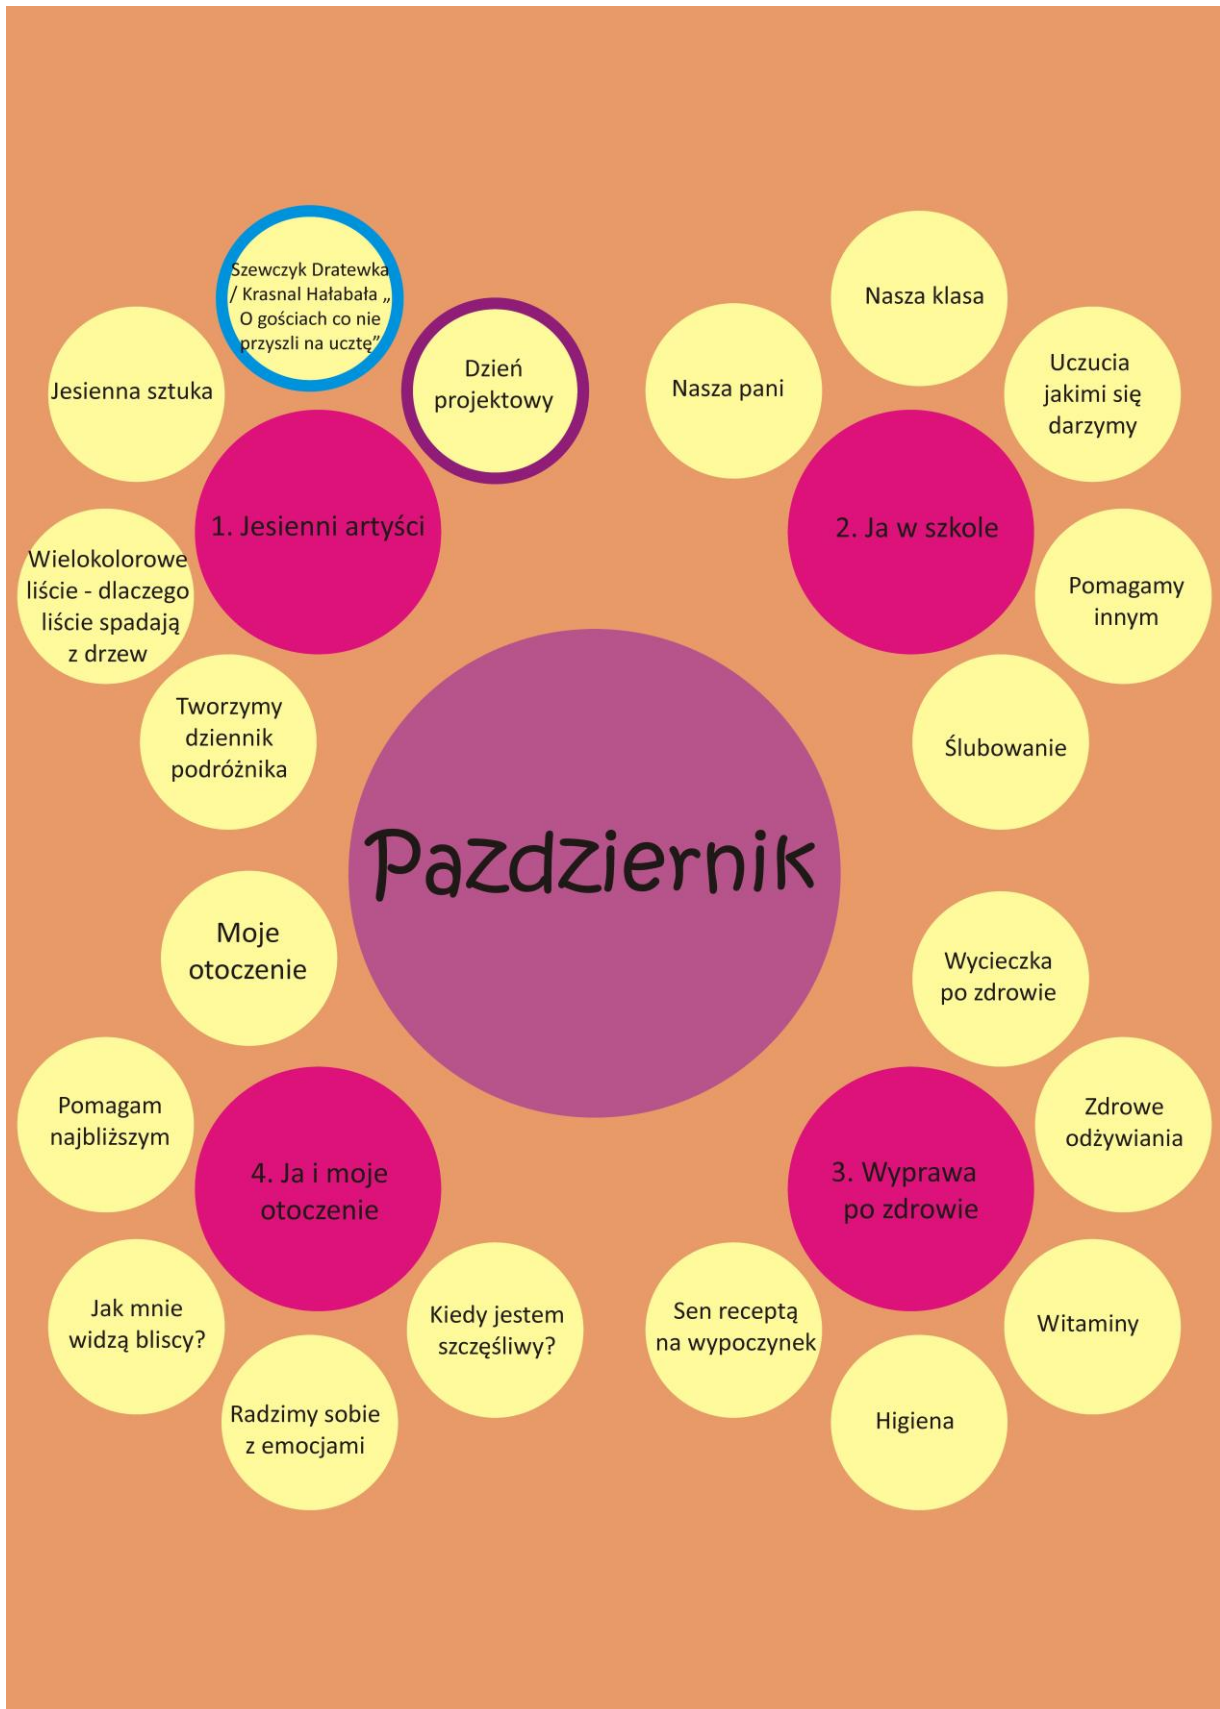 Pazdziernik
1. Jesienni artyści
Tworzymy
dziennik
podróżnika
Wielokolorowe
liście - dlaczego
liście spadają
z drzew
Jesienna sztuka
Szewczyk Dratewka
/ Krasnal Hałabała „
O gościach co nie
przyszli na ucztę”
Dzień
projektowy
2. Ja w szkole
Nasza pani
Nasza klasa
Uczucia
jakimi się
darzymy
Pomagamy
innym
Ślubowanie
3. Wyprawa
po zdrowie
Wycieczka
po zdrowie
Zdrowe
odżywiania
Witaminy
Higiena
Sen receptą
na wypoczynek
4. Ja i moje
otoczenie
Moje
otoczenie
Pomagam
najbliższym
Jak mnie
widzą bliscy?
Radzimy sobie
z emocjami
Kiedy jestem
szczęśliwy?